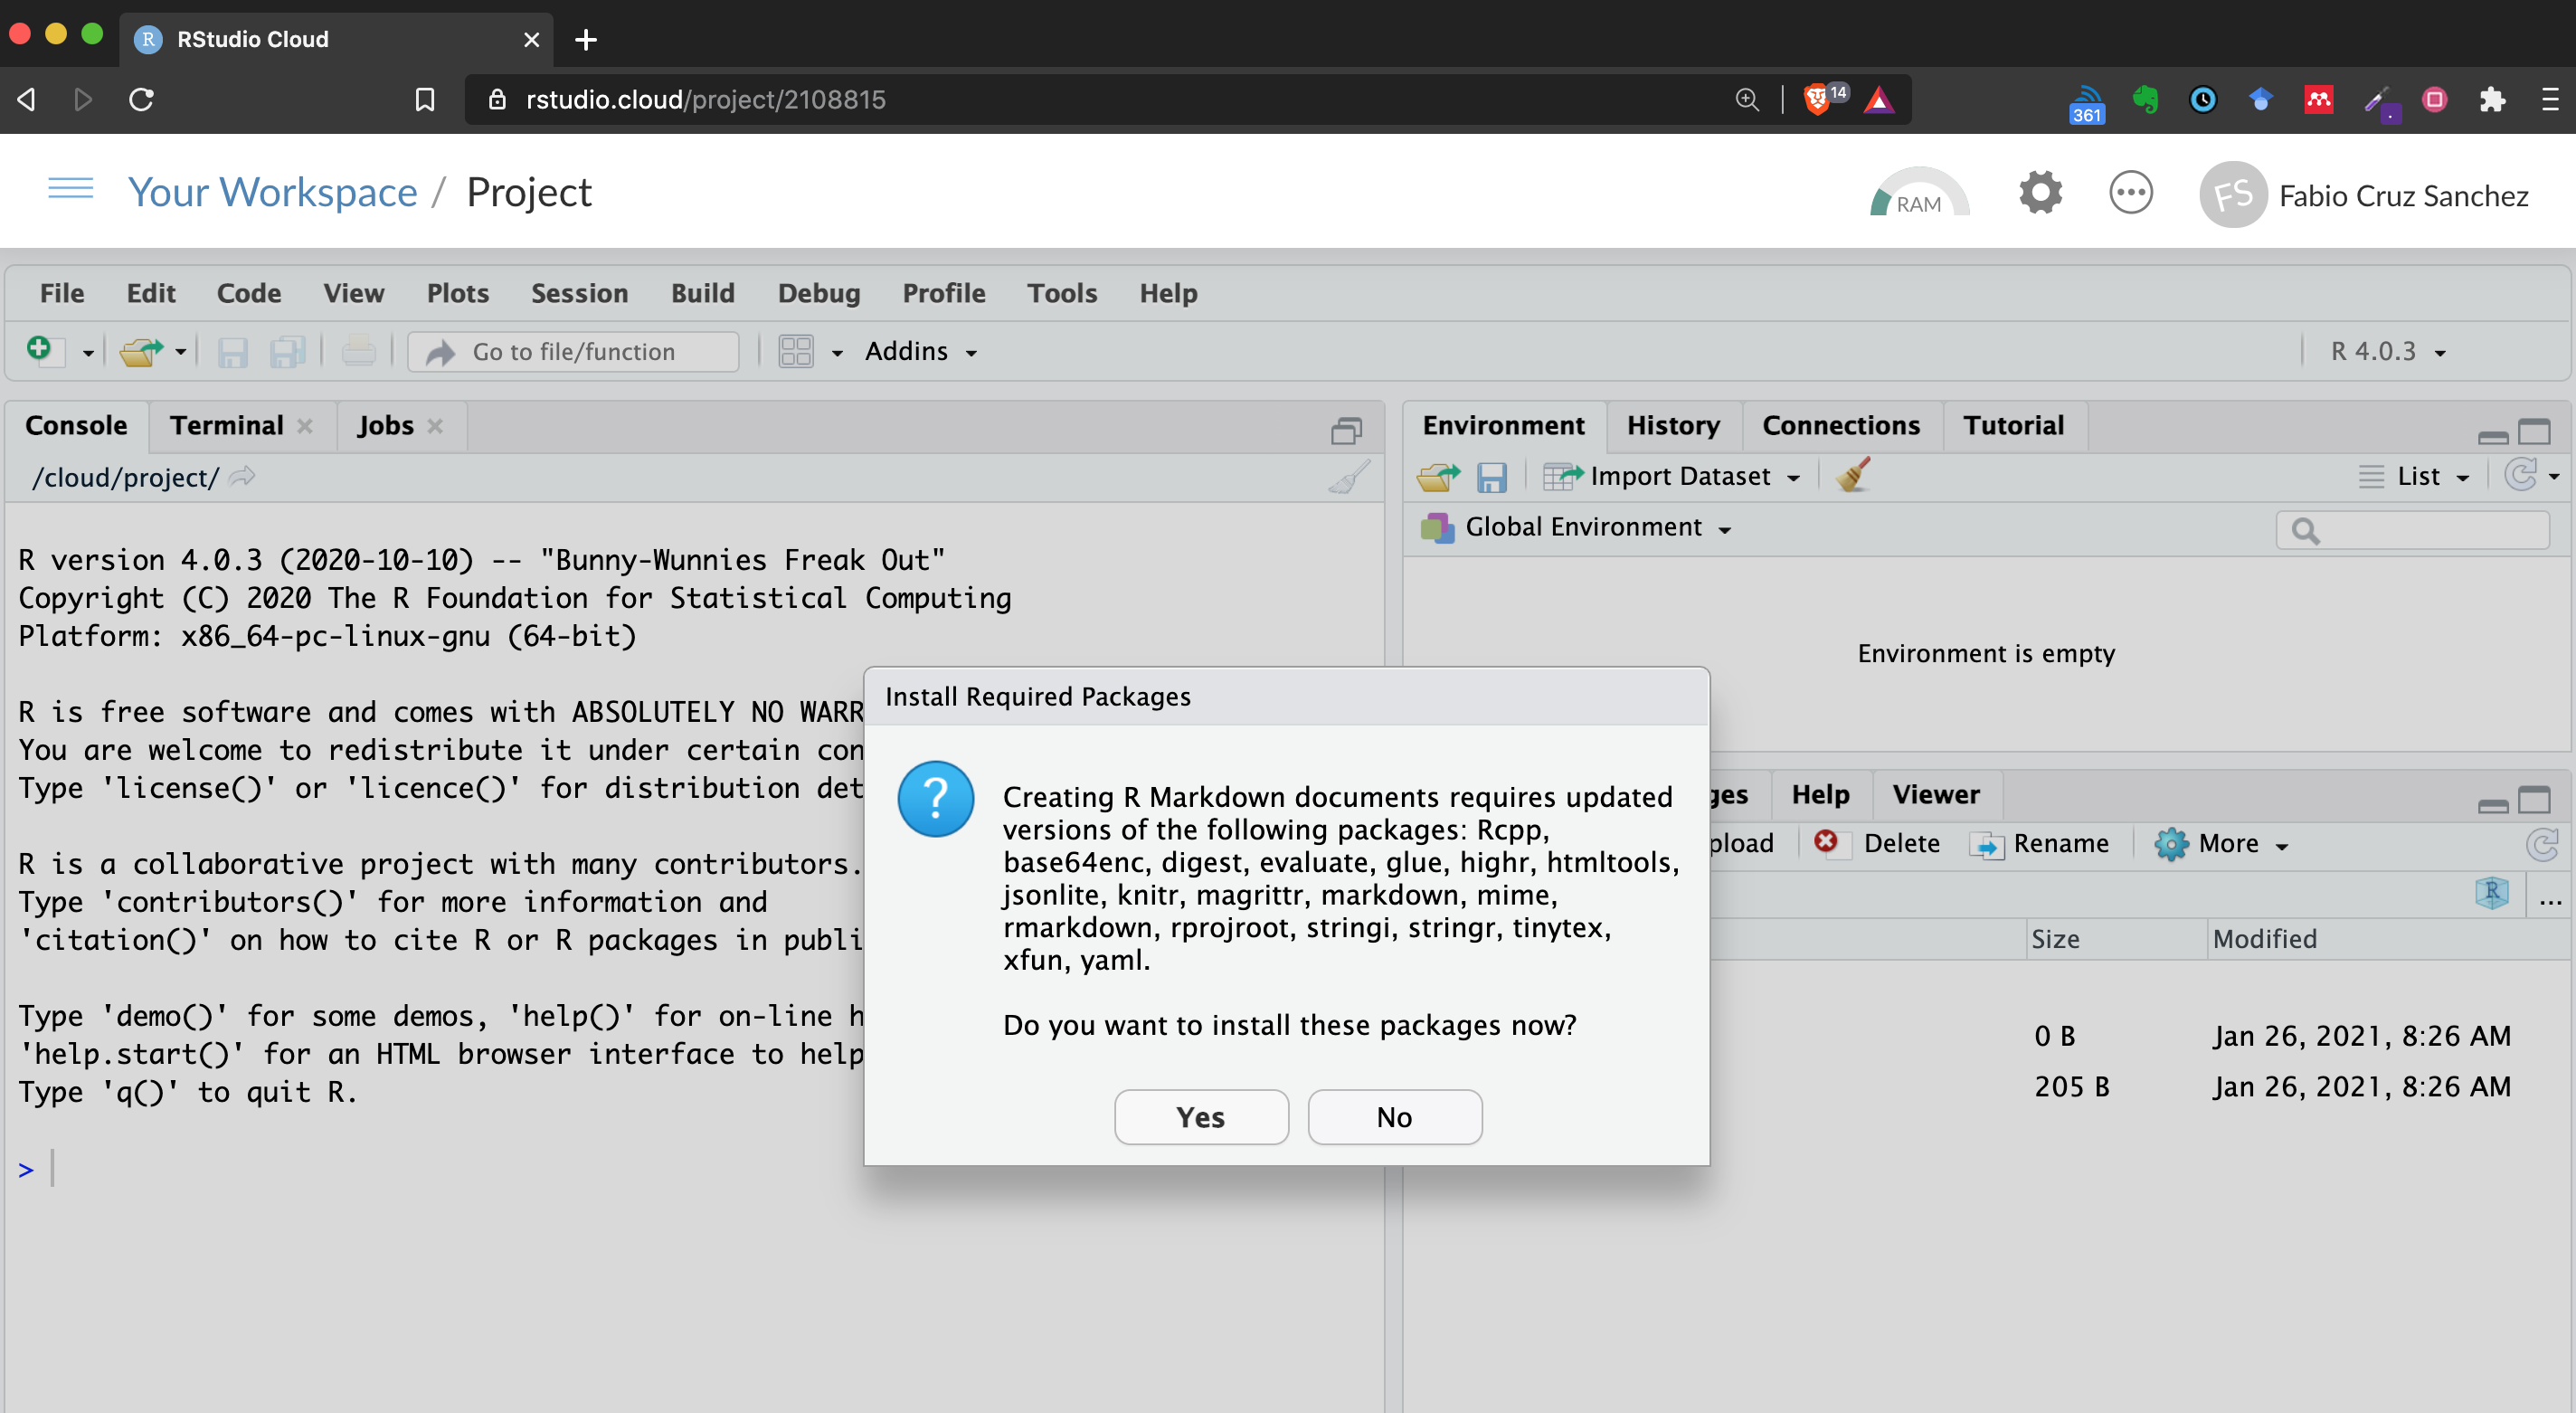 RStudio Cloud
rstudio.cloud/project/2108815
14
361
Your Workspace / Project
RAM
FS
Fabio Cruz Sanchez
File Edit Code View Plots Session Build Debug Profile Tools Help
Go to file/function
Addins
R 4.0.3
Console Terminal Jobs
/cloud/project/
R version 4.0.3 (2020-10-10) -- "Bunny-Wunnies Freak Out"
Copyright (C) 2020 The R Foundation for Statistical Computing
Platform: x86_64-pc-linux-gnu (64-bit)
R is free software and comes with ABSOLUTELY NO WARR
You are welcome to redistribute it under certain con
Type 'license()' or 'licence()' for distribution det
R is a collaborative project with many contributors.
Type 'contributors()' for more information and
'citation()' on how to cite R or R packages in publi
Type 'demo()' for some demos, 'help()' for on-line h
'help.start()' for an HTML browser interface to help
Type 'q()' to quit R.
>
Environment History Connections Tutorial
Import Dataset
List
Global Environment
Environment is empty
Install Required Packages
Creating R Markdown documents requires updated
versions of the following packages: Rcpp,
base64enc, digest, evaluate, glue, highr, htmltools,
jsonlite, knitr, magrittr, markdown, mime,
rmarkdown, rprojroot, stringi, stringr, tinytex,
xfun, yaml.
Do you want to install these packages now?
Yes No
ges Help Viewer
pload Delete Rename More
R ...
Size Modified
0 B Jan 26, 2021, 8:26 AM
205 B Jan 26, 2021, 8:26 AM